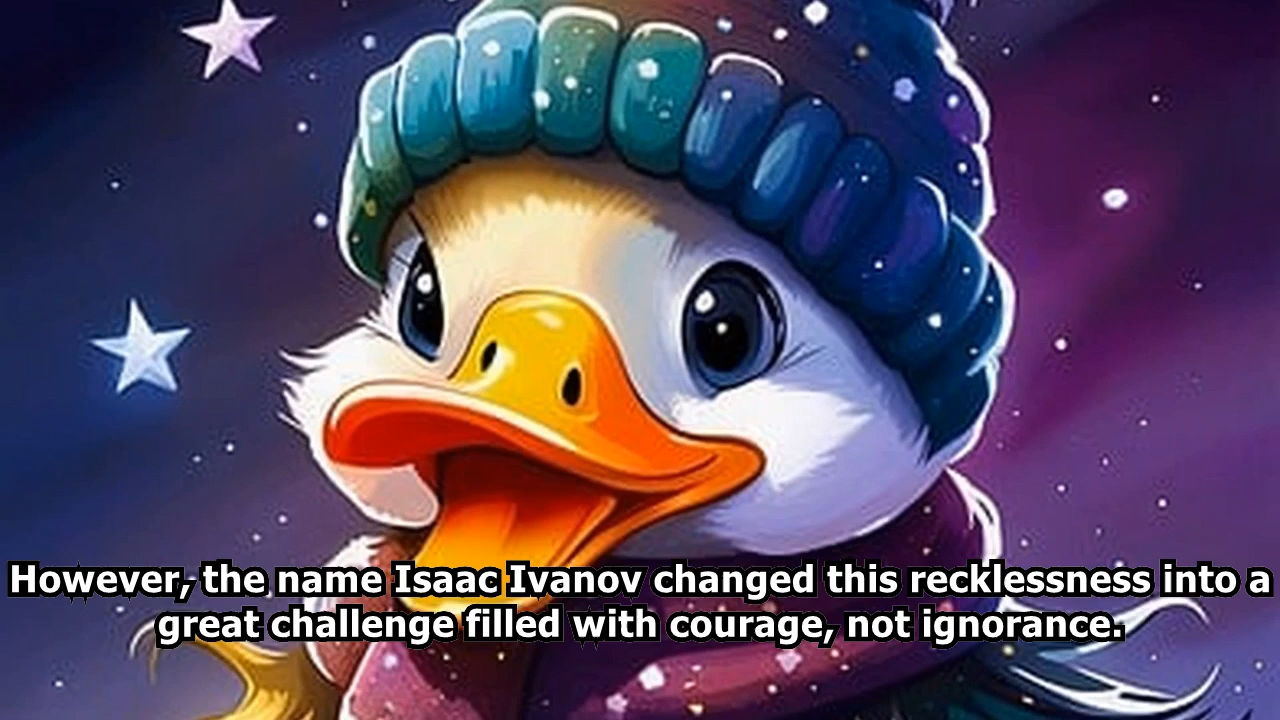 However, the name Isaac Ivanov changed this recklessness into a
great challenge filled with courage, not ignorance.